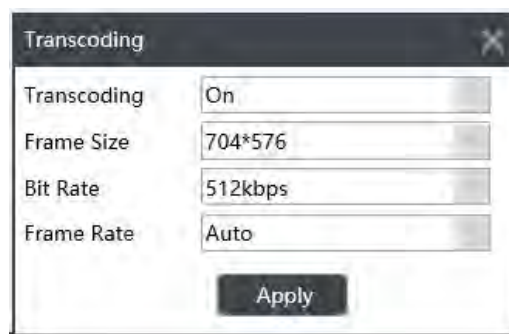 Transcoding
Transcoding On
Frame Size 704*576
Bit Rate 512kbps
Frame Rate Auto
Apply